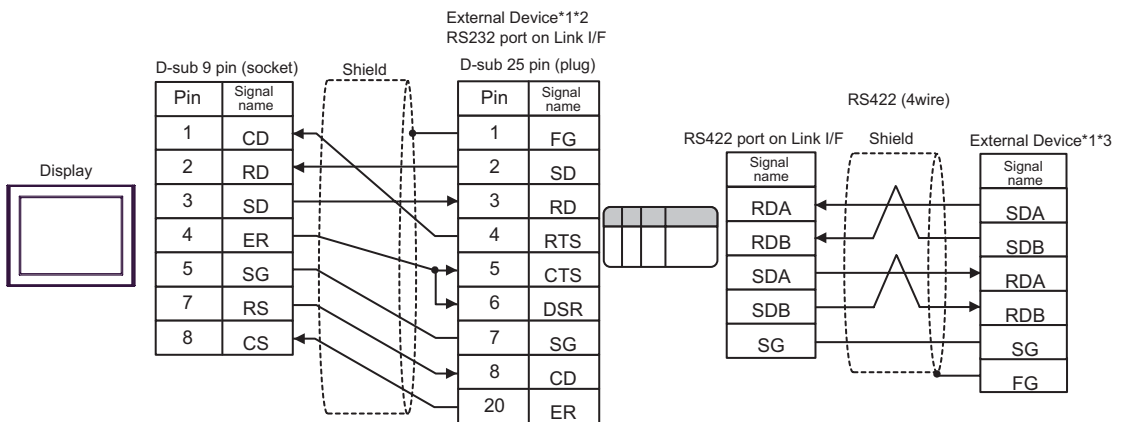 External Device*1*2
RS232 port on Link I/F
D-sub 9 pin (socket)
Shield
D-sub 25 pin (plug)
Pin Signal name
1 CD
2 RD
3 SD
4 ER
5 SG
7 RS
8 CS
Pin Signal name
1 FG
2 SD
3 RD
4 RTS
5 CTS
6 DSR
7 SG
8 CD
20 ER
Display
RS422 (4wire)
RS422 port on Link I/F
Shield
External Device*1*3
Signal name
RDA
RDB
SDA
SDB
SG
Signal name
SDA
SDB
RDA
RDB
SG
FG